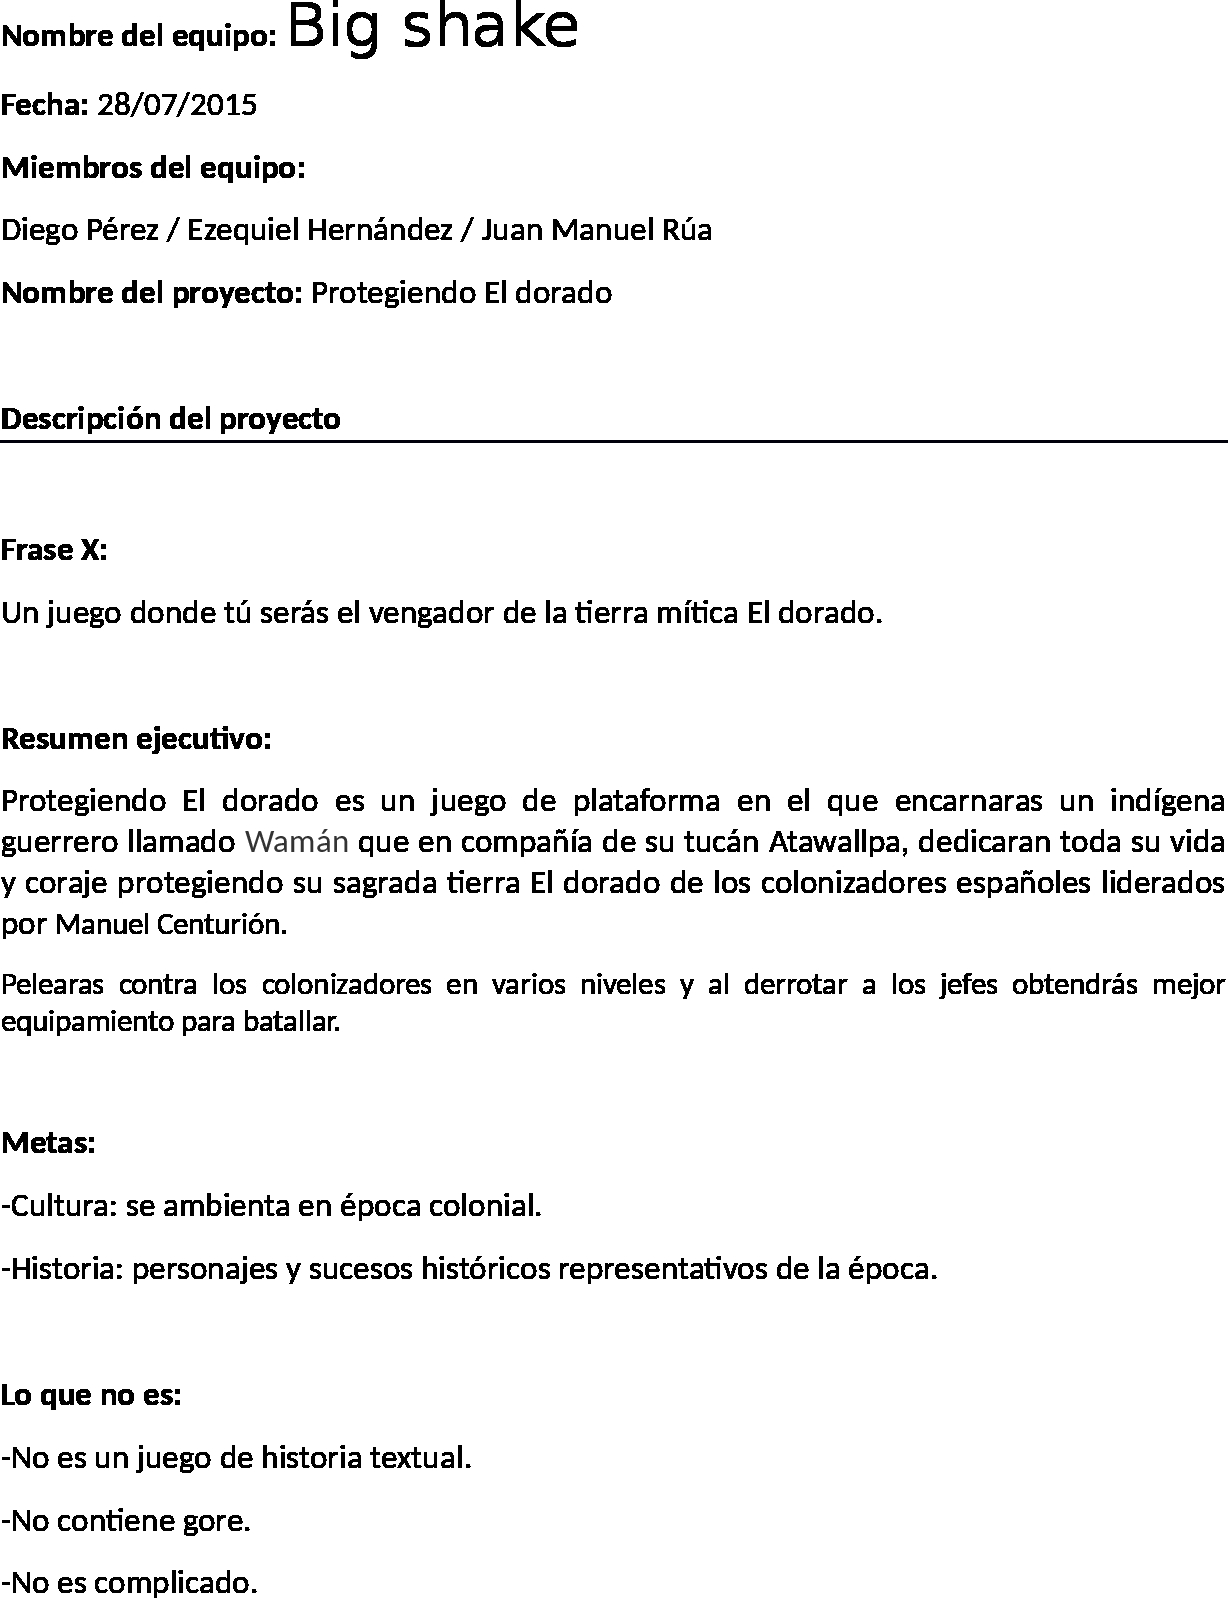 Nombre del equipo: Big shake
Fecha: 28/07/2015
Miembros del equipo:
Diego Pérez / Ezequiel Hernández / Juan Manuel Rúa
Nombre del proyecto: Protegiendo El dorado
Descripción del proyecto
Frase X:
Un juego donde tú serás el vengador de la tierra mítica El dorado.
Resumen ejecutivo:
Protegiendo El dorado es un juego de plataforma en el que encarnaras un indígena
guerrero llamado Wamán que en compañía de su tucán Atawallpa, dedicaran toda su vida
y coraje protegiendo su sagrada tierra El dorado de los colonizadores españoles liderados
por Manuel Centurión.
Pelearas contra los colonizadores en varios niveles y al derrotar a los jefes obtendrás mejor
equipamiento para batallar.
Metas:
-Cultura: se ambienta en época colonial.
-Historia: personajes y sucesos históricos representativos de la época.
Lo que no es:
-No es un juego de historia textual.
-No contiene gore.
-No es complicado.